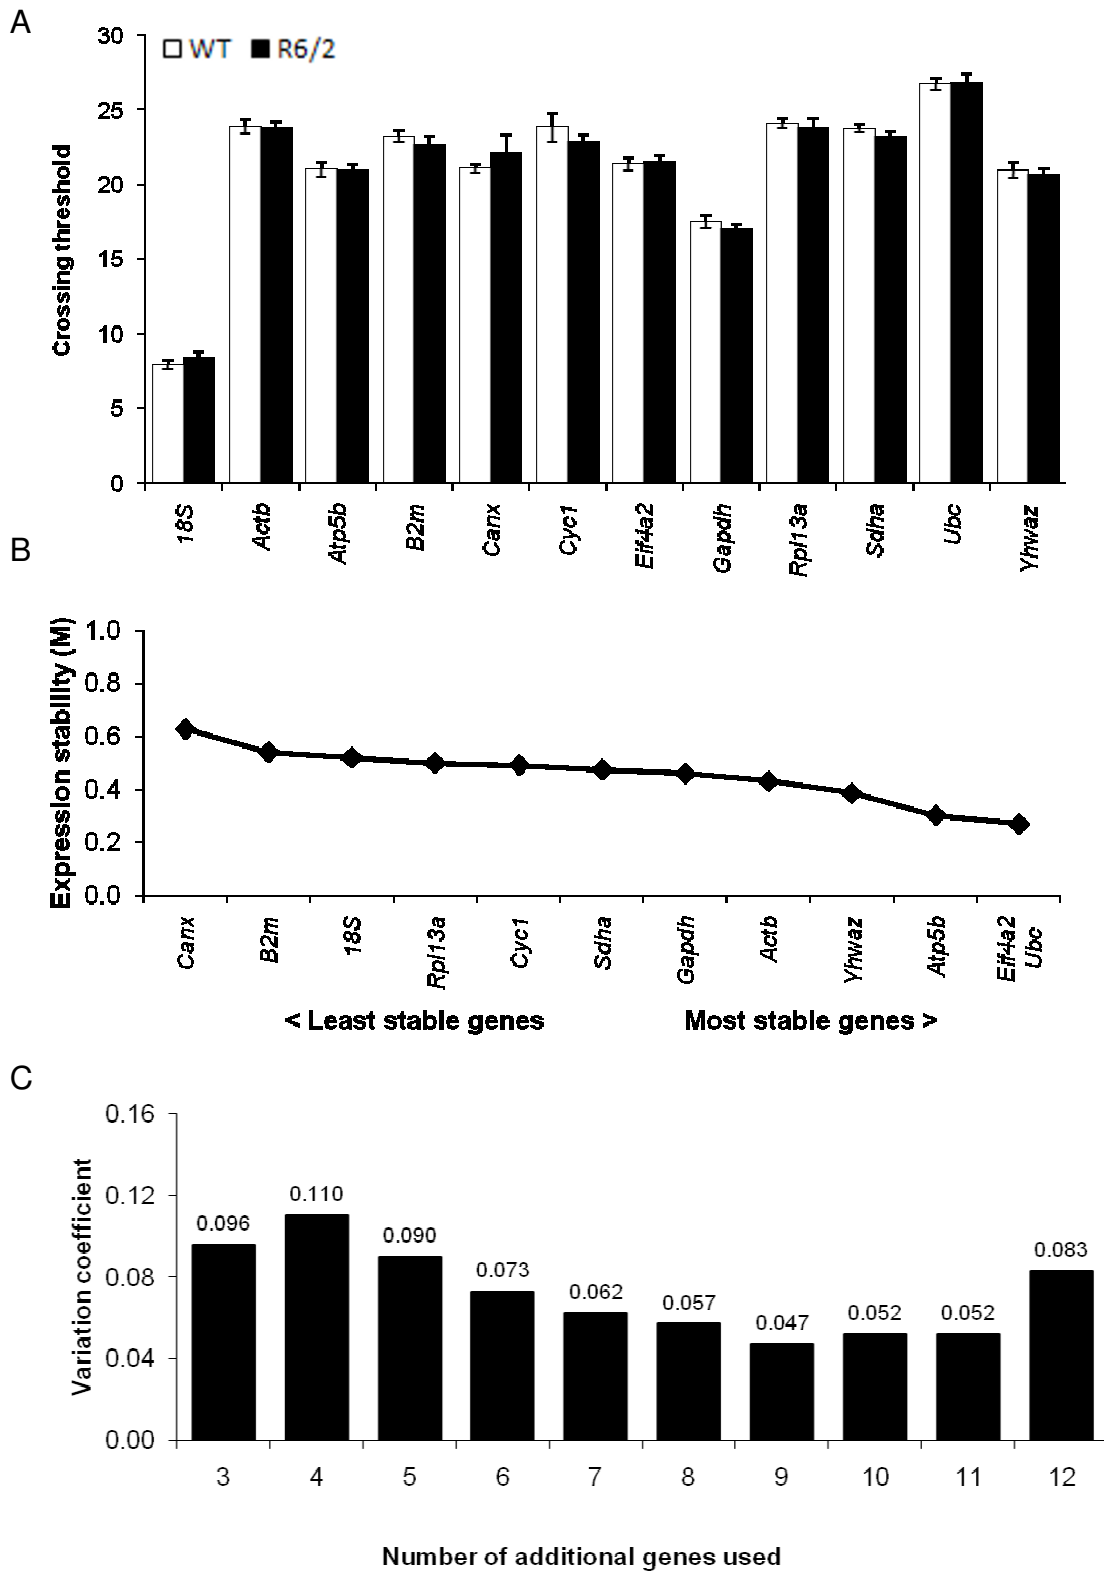 A
WT R6/2
Crossing threshold
30
25
20
15
10
5
0
18S Actb Atp5b B2m Canx Cyc1 Eif4a2 Gapdh Rpl13a Sdha Ubc Yhwaz
B
Expression stability (M)
1.0
0.8
0.6
0.4
0.2
0.0
Canx B2m 18S Rpl13a Cyc1 Sdha Gapdh Actb Yhwaz Atp5b Eif4a2
Ubc
< Least stable genes Most stable genes >
C
Variation coefficient
0.16
0.12
0.08
0.04
0.00
0.096 0.110 0.090 0.073 0.062 0.057 0.047 0.052 0.052 0.083
3 4 5 6 7 8 9 10 11 12
Number of additional genes used